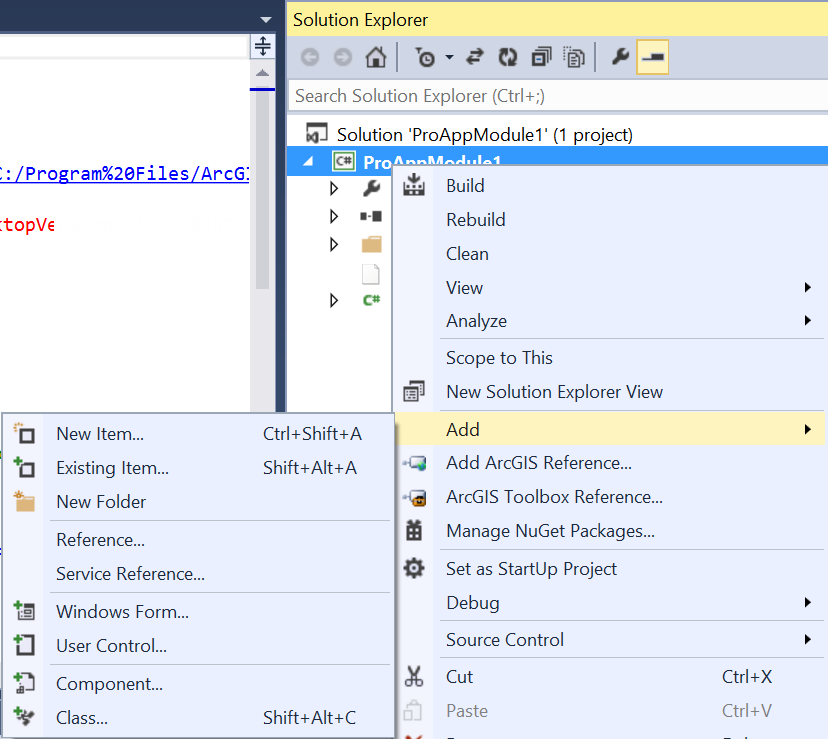 Solution Explorer
Search Solution Explorer (Ctrl+;)
Solution 'ProAppModule1' (1 project)
C# ProAppModule1
C:/Program%20Files/ArcGI
ktopVe
C#
Build
Rebuild
Clean
View
Analyze
Scope to This
New Solution Explorer View
Add
Add ArcGIS Reference...
ArcGIS Toolbox Reference...
Manage NuGet Packages...
Set as StartUp Project
Debug
Source Control
Cut Ctrl+X
Paste Ctrl+V
New Item... Ctrl+Shift+A
Existing Item... Shift+Alt+A
New Folder
Reference...
Service Reference...
Windows Form...
User Control...
Component...
Class... Shift+Alt+C